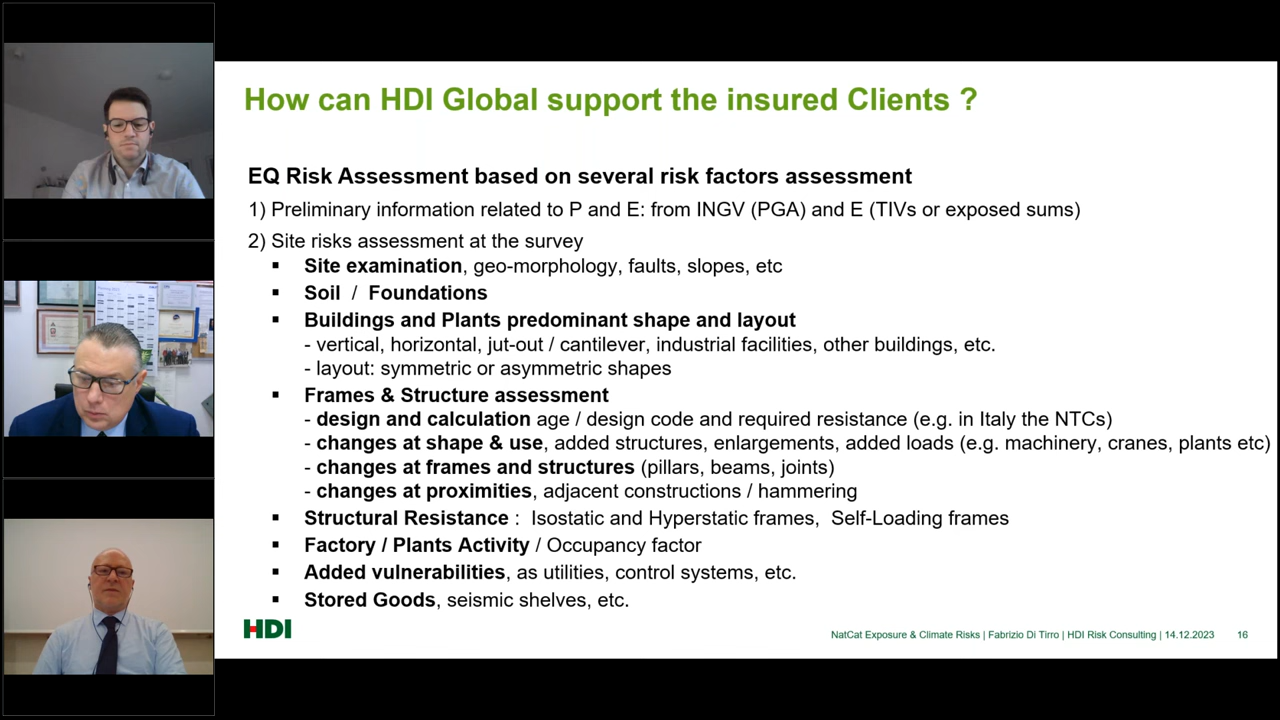 How can HDI Global support the insured Clients ?
EQ Risk Assessment based on several risk factors assessment
1) Preliminary information related to P and E: from INGV (PGA) and E (TIVs or exposed sums)
2) Site risks assessment at the survey
▪ Site examination, geo-morphology, faults, slopes, etc
▪ Soil / Foundations
▪ Buildings and Plants predominant shape and layout
- vertical, horizontal, jut-out / cantilever, industrial facilities, other buildings, etc.
- layout: symmetric or asymmetric shapes
▪ Frames & Structure assessment
- design and calculation age / design code and required resistance (e.g. in Italy the NTCs)
- changes at shape & use, added structures, enlargements, added loads (e.g. machinery, cranes, plants etc)
- changes at frames and structures (pillars, beams, joints)
- changes at proximities, adjacent constructions / hammering
▪ Structural Resistance : Isostatic and Hyperstatic frames, Self-Loading frames
▪ Factory / Plants Activity / Occupancy factor
▪ Added vulnerabilities, as utilities, control systems, etc.
▪ Stored Goods, seismic shelves, etc.
HDI
NatCat Exposure & Climate Risks | Fabrizio Di Tirro | HDI Risk Consulting | 14.12.2023 16